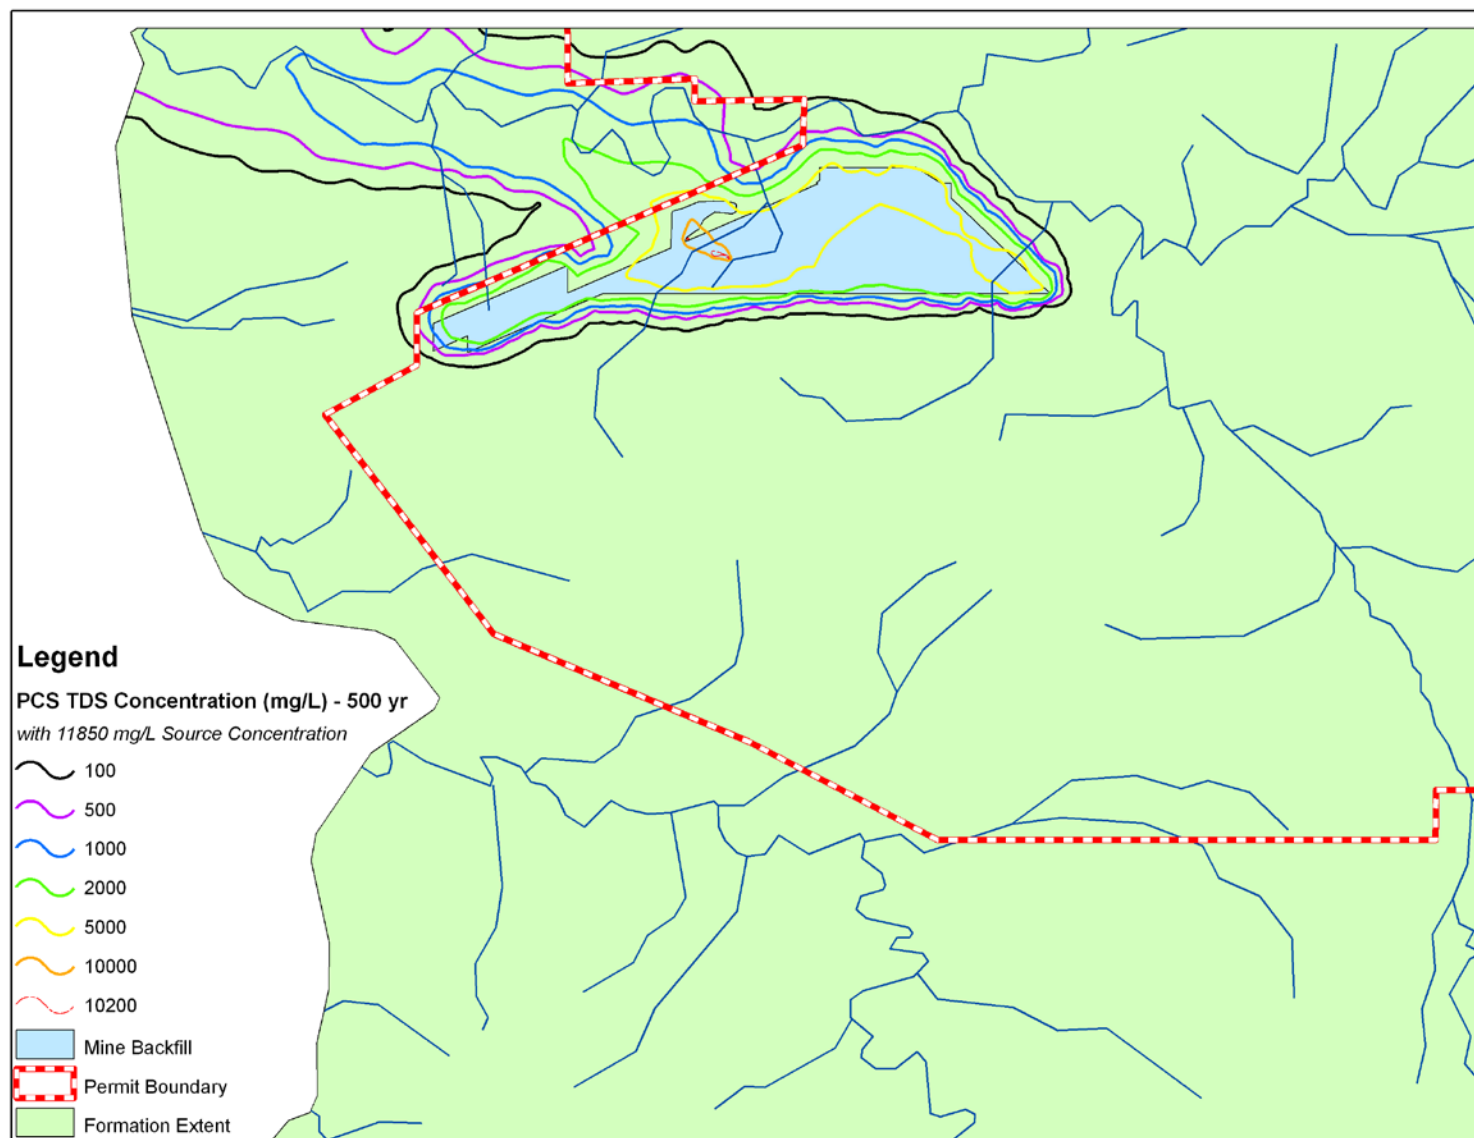 Legend
PCS TDS Concentration (mg/L) - 500 yr
with 11850 mg/L Source Concentration
100
500
1000
2000
5000
10000
10200
Mine Backfill
Permit Boundary
Formation Extent